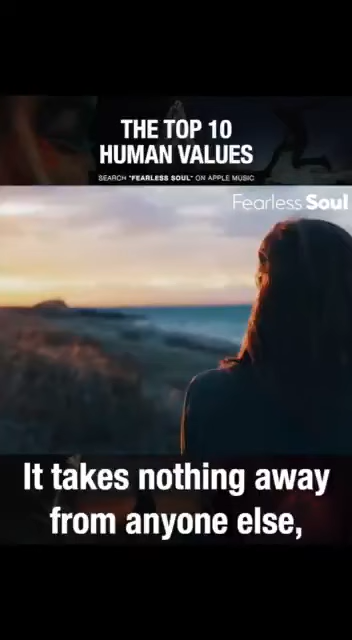 THE TOP 10
HUMAN VALUES
SEARCH "FEARLESS SOUL" ON APPLE MUSIC
Fearless Soul
It takes nothing away
from anyone else,